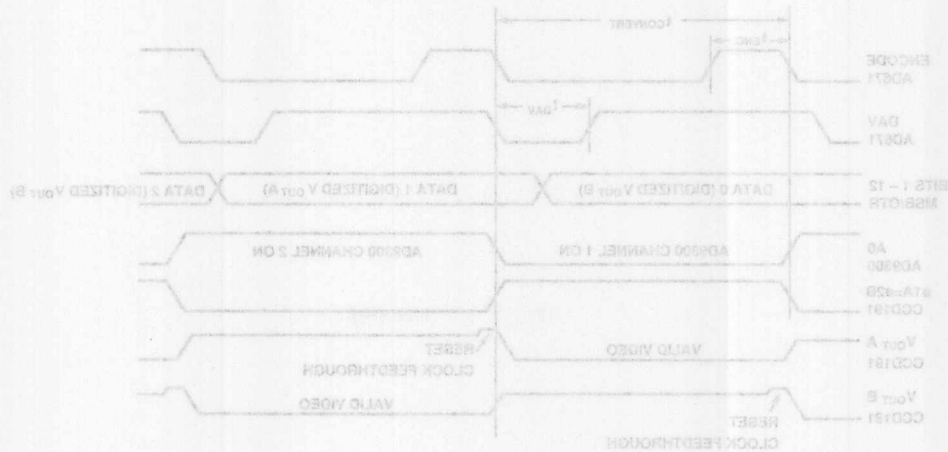 tCONVERT
tENC
ENCODE
AD671
tDAV
DAV
AD671
BITS 1 – 12
MSB/OTR
DATA 0 (DIGITIZED VOUT B)
DATA 1 (DIGITIZED VOUT A)
DATA 2 (DIGITIZED VOUT B)
A0
AD9300
AD9300 CHANNEL 1 ON
AD9300 CHANNEL 2 ON
ø1A=ø2G
CCD191
VOUT A
CCD191
VALID VIDEO
RESET
CLOCK FEEDTHROUGH
VOUT B
CCD191
VALID VIDEO
RESET
CLOCK FEEDTHROUGH